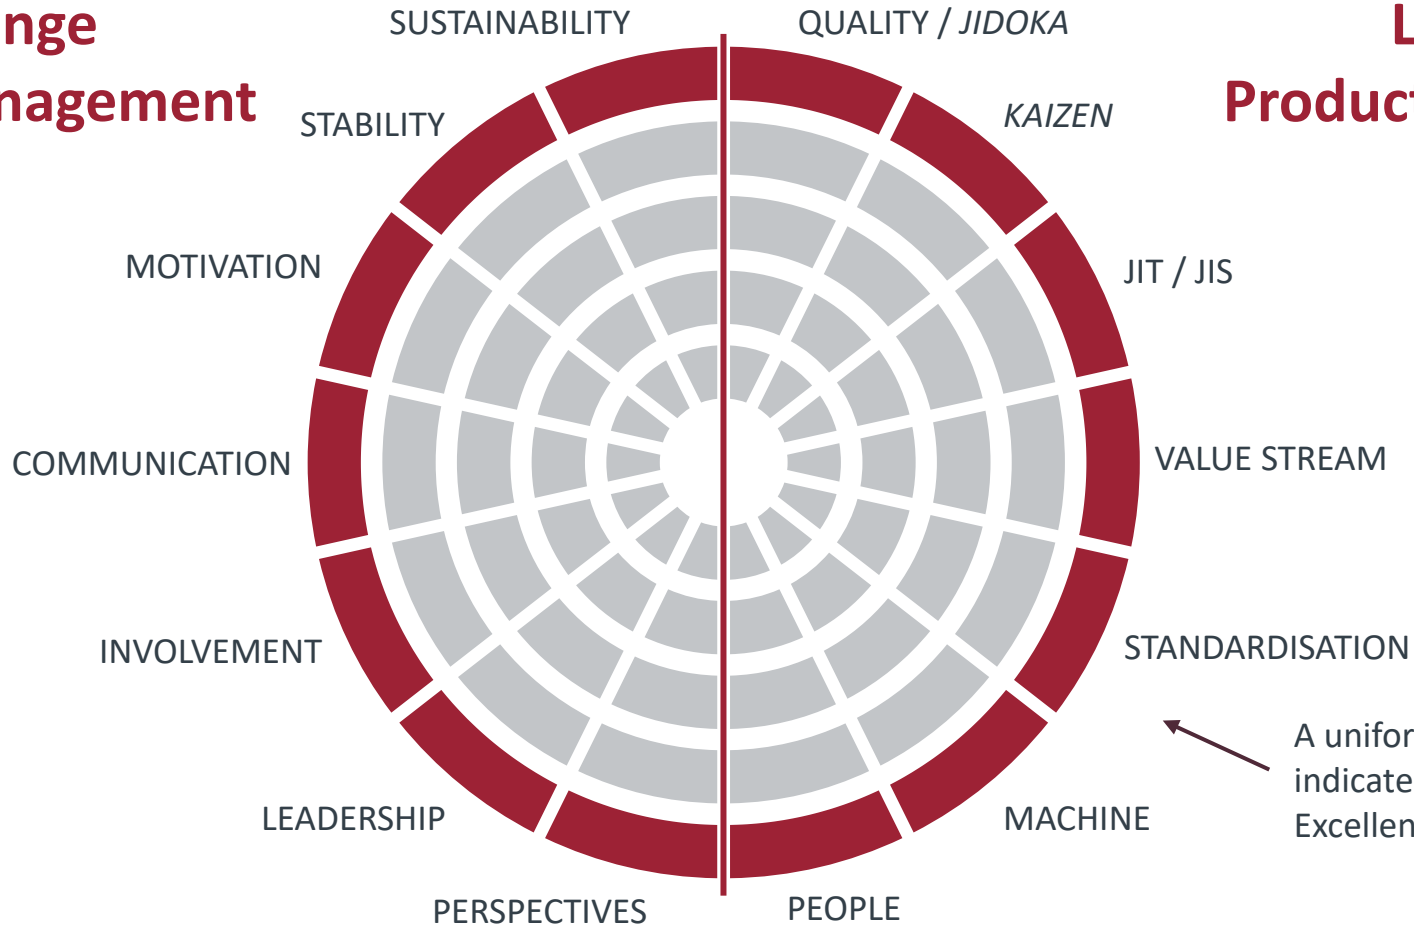 nge
nagement
L
Product
SUSTAINABILITY
QUALITY / JIDOKA
STABILITY
KAIZEN
MOTIVATION
JIT / JIS
COMMUNICATION
VALUE STREAM
INVOLVEMENT
STANDARDISATION
A unifor
indicate
Excellen
LEADERSHIP
MACHINE
PERSPECTIVES
PEOPLE